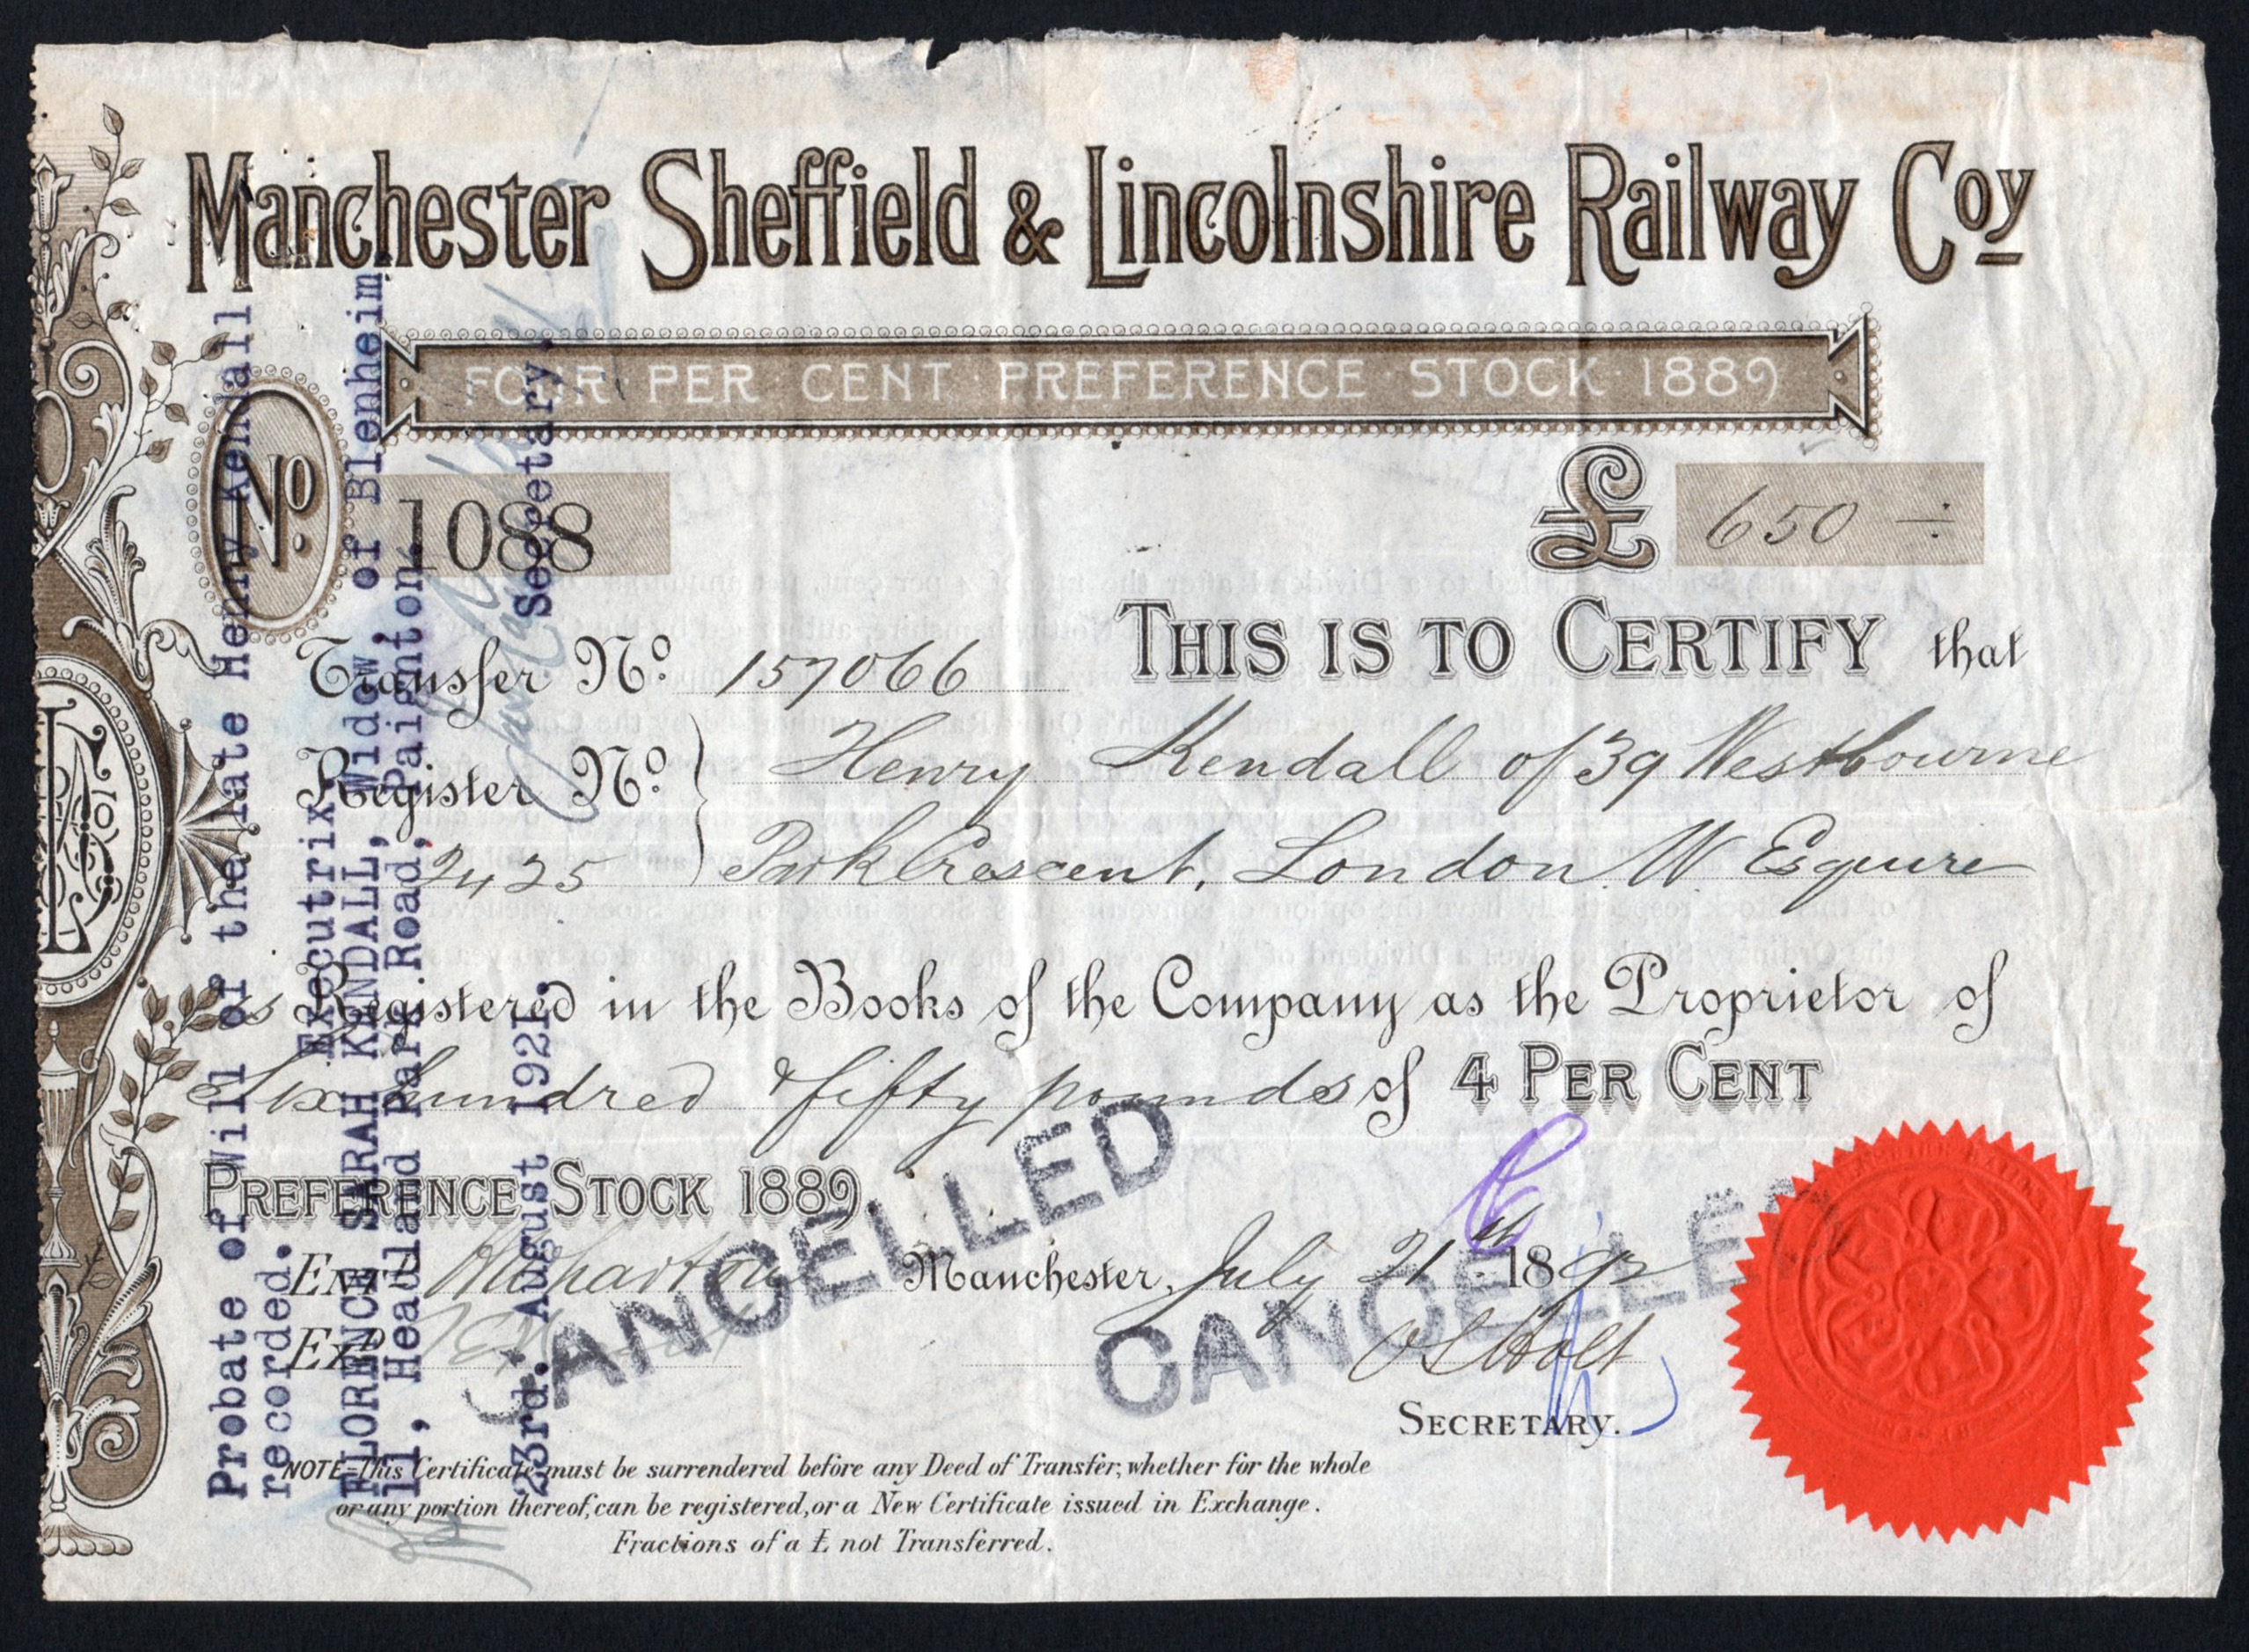 Manchester Sheffield & Lincolnshire Railway Coy
FOUR PER CENT PREFERENCE STOCK 1889
No. 1088
£ 650
Transfer No. 157066
THIS IS TO CERTIFY that
Register No. Henry Kendall of 39 Westbourne
2425 Park Crescent, London W Esquire
is Registered in the Books of the Company as the Proprietor of
Six hundred & fifty pounds of 4 PER CENT
PREFERENCE STOCK 1889.
Entd
Manchester, July 21st 1892
Exd
SECRETARY.
CANCELLED
CANCELLED
NOTE=This Certificate must be surrendered before any Deed of Transfer, whether for the whole
or any portion thereof, can be registered, or a New Certificate issued in Exchange.
Fractions of a £ not Transferred.
Probate of Will of the late Henry Kendall
recorded.
Executrix
FLORENCE SARAH KENDALL, Widow, of Blenheim,
11, Headland Park Road, Paignton.
23rd. August 1921. Secretary.